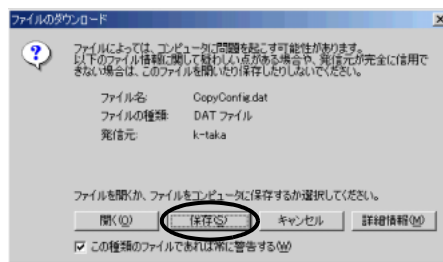 ファイルのダウンロード
ファイルによっては、コンピュータに問題を起こす可能性があります。
以下のファイル情報に関して疑わしい点がある場合や、発信元が完全に信用で
きない場合は、このファイルを開いたり保存したりしないでください。
ファイル名: CopyConfig.dat
ファイルの種類: DAT ファイル
発信元: k-taka
ファイルを開くか、ファイルをコンピュータに保存するか選択してください。
開く(O) 保存(S) キャンセル 詳細情報(M)
この種類のファイルであれば常に警告する(W)